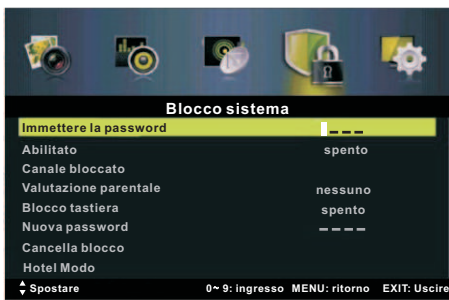 Blocco sistema
Immettere la password _ _ _
Abilitato spento
Canale bloccato
Valutazione parentale nessuno
Blocco tastiera spento
Nuova password _ _ _ _
Cancella blocco
Hotel Modo
Spostare 0~9: ingresso MENU: ritorno EXIT: Uscire